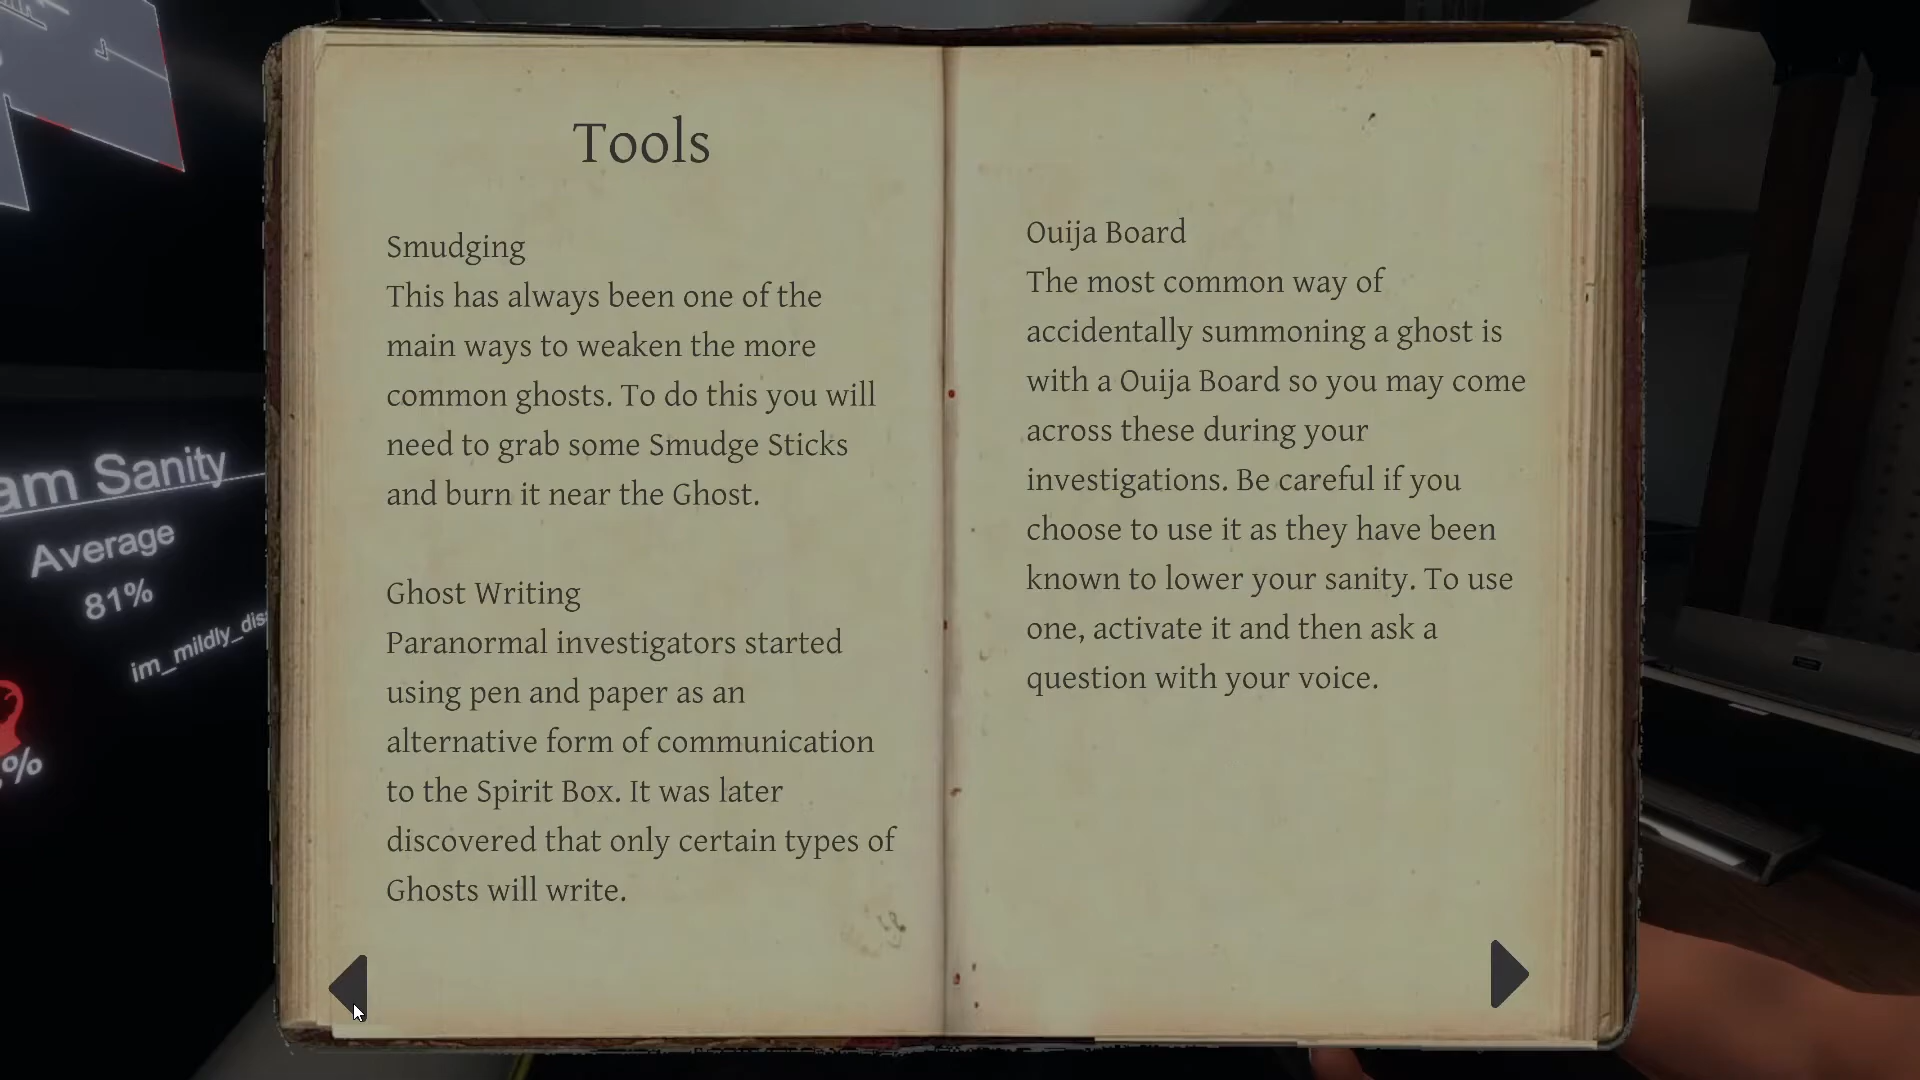 Tools
Smudging
This has always been one of the
main ways to weaken the more
common ghosts. To do this you will
need to grab some Smudge Sticks
and burn it near the Ghost.
Ghost Writing
Paranormal investigators started
using pen and paper as an
alternative form of communication
to the Spirit Box. It was later
discovered that only certain types of
Ghosts will write.
Ouija Board
The most common way of
accidentally summoning a ghost is
with a Ouija Board so you may come
across these during your
investigations. Be careful if you
choose to use it as they have been
known to lower your sanity. To use
one, activate it and then ask a
question with your voice.
am Sanity
Average
81%
im_mildly_dis
%